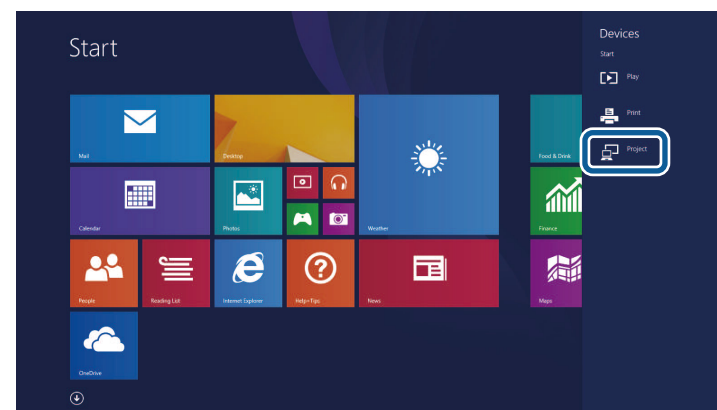 Start
Devices
Start
Play
Print
Project
Mail
Desktop
Weather
Food & Drink
Calendar
Photos
Finance
People
Reading List
Internet Explorer
Help+Tips
News
Maps
OneDrive